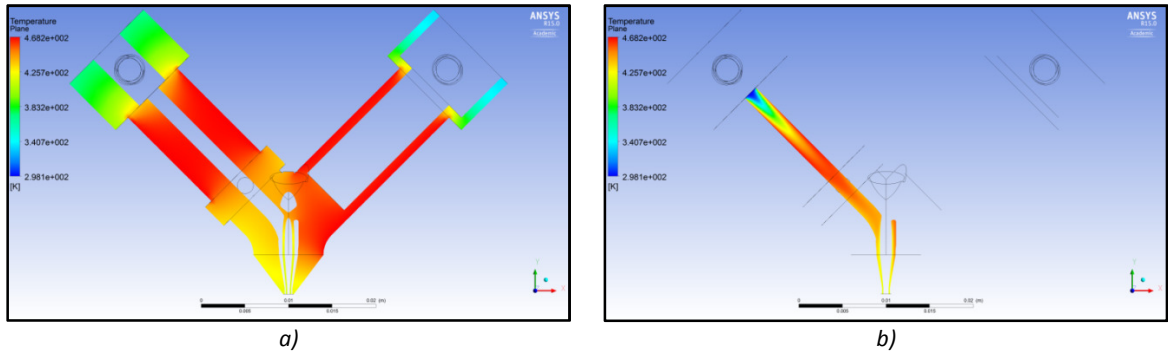 Temperature
Plane
4.682e+002
4.257e+002
3.832e+002
3.407e+002
2.981e+002
[K]
ANSYS
R15.0
Academic
0
0.01
0.02 (m)
0.005
0.015
Y
X
a)
Temperature
Plane
4.682e+002
4.257e+002
3.832e+002
3.407e+002
2.981e+002
[K]
ANSYS
R15.0
Academic
0
0.01
0.02 (m)
0.005
0.015
Y
X
b)